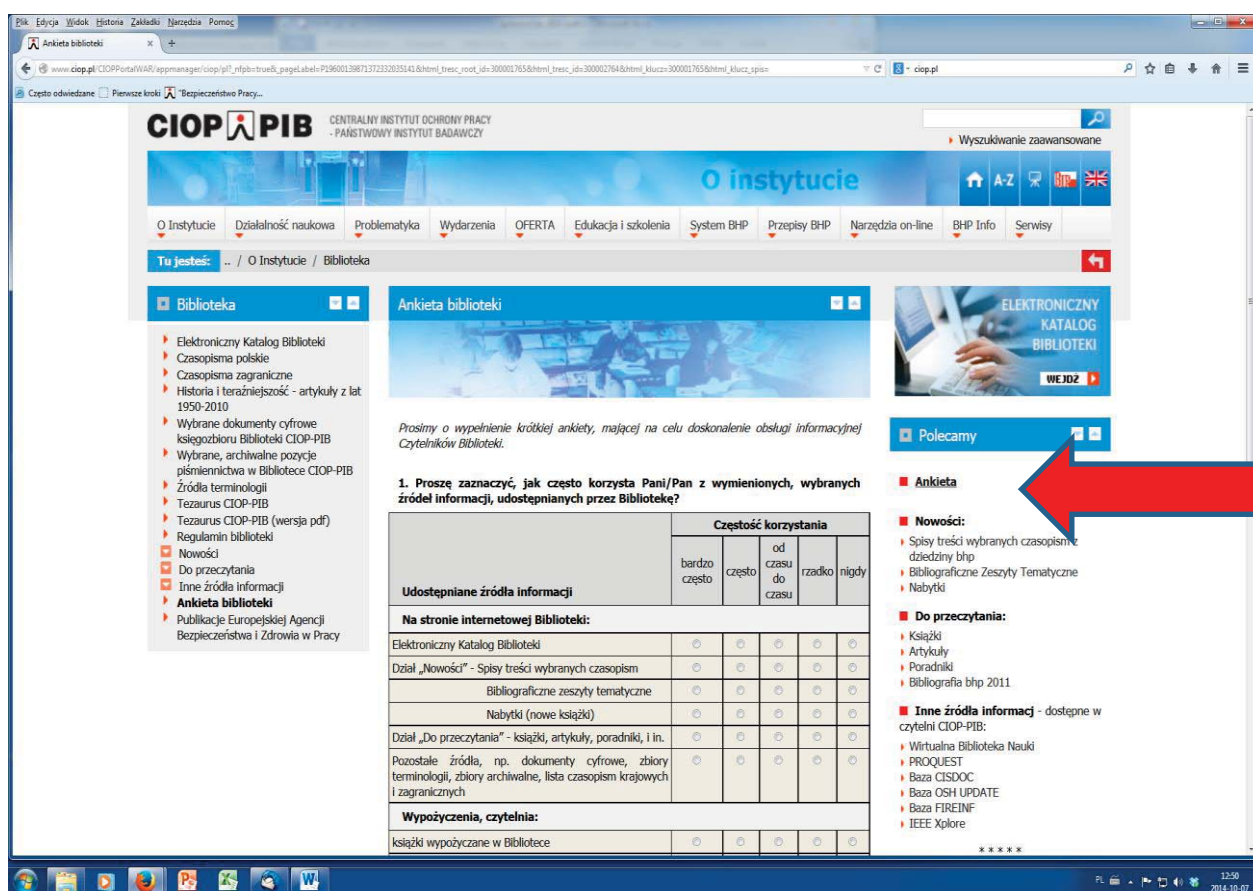 Plik Edycja Widok Historia Zakładki Narzędzia Pomoc
Ankieta biblioteki
ciop.pl
Często odwiedzane Pierwsze kroki "Bezpieczeństwo Pracy...
CIOP PIB
CENTRALNY INSTYTUT OCHRONY PRACY
- PAŃSTWOWY INSTYTUT BADAWCZY
Wyszukiwanie zaawansowane
O instytucie
A-Z
BIP
O Instytucie Działalność naukowa Problematyka Wydarzenia OFERTA Edukacja i szkolenia System BHP Przepisy BHP Narzędzia on-line BHP Info Serwisy
Tu jesteś: .. / O Instytucie / Biblioteka
Biblioteka
Elektroniczny Katalog Biblioteki
Czasopisma polskie
Czasopisma zagraniczne
Historia i teraźniejszość - artykuły z lat
1950-2010
Wybrane dokumenty cyfrowe
księgozbioru Biblioteki CIOP-PIB
Wybrane, archiwalne pozycje
piśmiennictwa w Bibliotece CIOP-PIB
Źródła terminologii
Tezaurus CIOP-PIB
Tezaurus CIOP-PIB (wersja pdf)
Regulamin biblioteki
Nowości
Do przeczytania
Inne źródła informacji
Ankieta biblioteki
Publikacje Europejskiej Agencji
Bezpieczeństwa i Zdrowia w Pracy
Ankieta biblioteki
Prosimy o wypełnienie krótkiej ankiety, mającej na celu doskonalenie obsługi informacyjnej
Czytelników Biblioteki.
1. Proszę zaznaczyć, jak często korzysta Pani/Pan z wymienionych, wybranych
źródeł informacji, udostępnianych przez Bibliotekę?
Udostępniane źródła informacji
Częstość korzystania
bardzo często
często
od czasu do czasu
rzadko
nigdy
Na stronie internetowej Biblioteki:
Elektroniczny Katalog Biblioteki
Dział „Nowości" - Spisy treści wybranych czasopism
Bibliograficzne zeszyty tematyczne
Nabytki (nowe książki)
Dział „Do przeczytania" - książki, artykuły, poradniki, i in.
Pozostałe źródła, np. dokumenty cyfrowe, zbiory
terminologii, zbiory archiwalne, lista czasopism krajowych
i zagranicznych
Wypożyczenia, czytelnia:
książki wypożyczane w Bibliotece
ELEKTRONICZNY
KATALOG
BIBLIOTEKI
WEJDŹ
Polecamy
Ankieta
Nowości:
Spisy treści wybranych czasopism z
dziedziny bhp
Bibliograficzne Zeszyty Tematyczne
Nabytki
Do przeczytania:
Książki
Artykuły
Poradniki
Bibliografia bhp 2011
Inne źródła informacj - dostępne w
czytelni CIOP-PIB:
Wirtualna Biblioteka Nauki
PROQUEST
Baza CISDOC
Baza OSH UPDATE
Baza FIREINF
IEEE Xplore
* * * * *
PL
12:50
2014-10-07